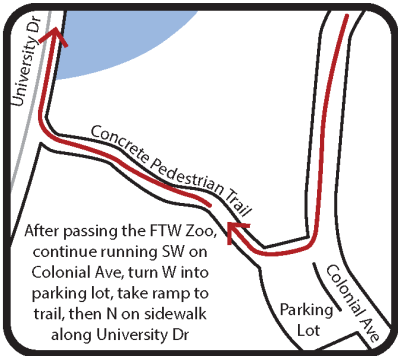 University Dr
Concrete Pedestrian Trail
After passing the FTW Zoo,
continue running SW on
Colonial Ave, turn W into
parking lot, take ramp to
trail, then N on sidewalk
along University Dr
Parking
Lot
Colonial Ave